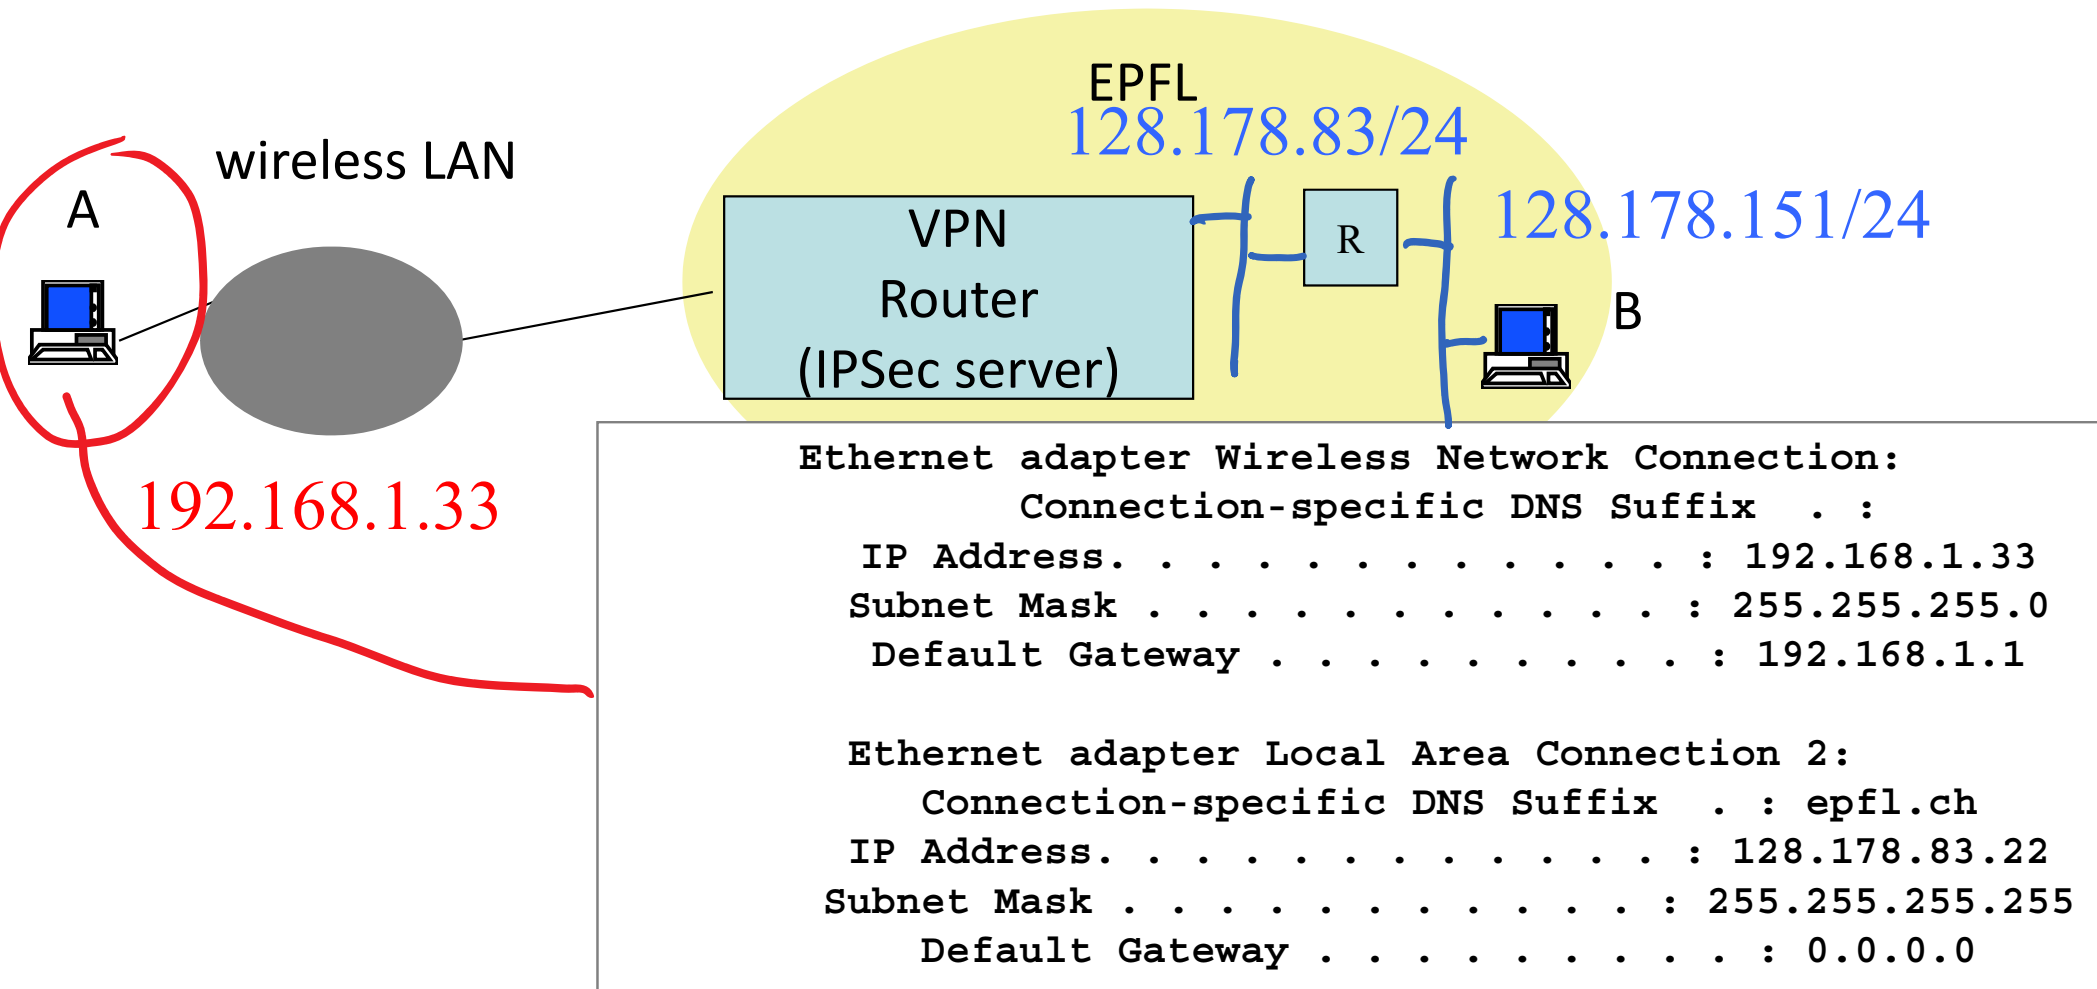 EPFL
128.178.83/24
wireless LAN
A
VPN
Router
(IPSec server)
R
128.178.151/24
B
192.168.1.33
Ethernet adapter Wireless Network Connection:
Connection-specific DNS Suffix . :
IP Address. . . . . . . . . . . . : 192.168.1.33
Subnet Mask . . . . . . . . . . . : 255.255.255.0
Default Gateway . . . . . . . . . : 192.168.1.1
Ethernet adapter Local Area Connection 2:
Connection-specific DNS Suffix . : epfl.ch
IP Address. . . . . . . . . . . . : 128.178.83.22
Subnet Mask . . . . . . . . . . . : 255.255.255.255
Default Gateway . . . . . . . . . : 0.0.0.0